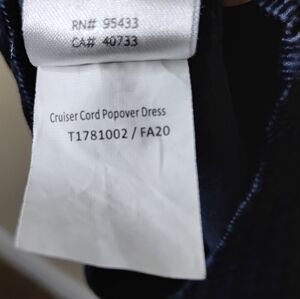 RN# 95433
CA# 40733
Cruiser Cord Popover Dress
T1781002 / FA20